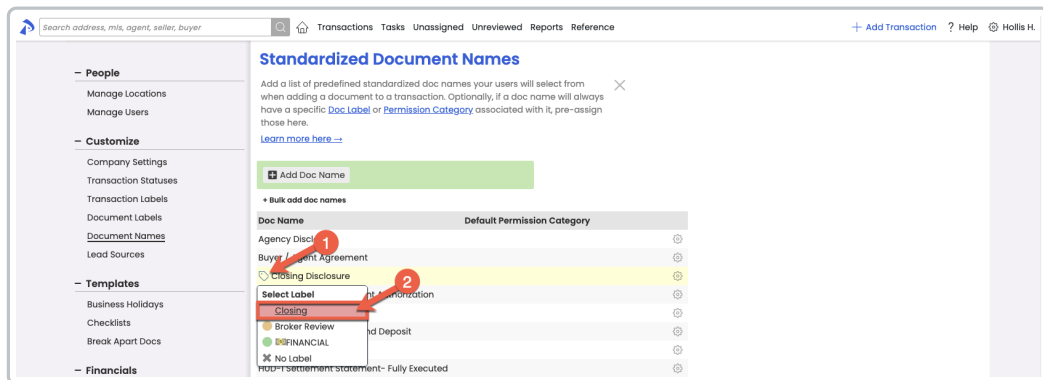 Search address, mls, agent, seller, buyer
Transactions Tasks Unassigned Unreviewed Reports Reference
+ Add Transaction ? Help Hollis H.
– People
Manage Locations
Manage Users
– Customize
Company Settings
Transaction Statuses
Transaction Labels
Document Labels
Document Names
Lead Sources
– Templates
Business Holidays
Checklists
Break Apart Docs
– Financials
Standardized Document Names
Add a list of predefined standardized doc names your users will select from
when adding a document to a transaction. Optionally, if a doc name will always
have a specific Doc Label or Permission Category associated with it, pre-assign
those here.
Learn more here →
Add Doc Name
+ Bulk add doc names
Doc Name Default Permission Category
Agency Discl
1
Buyer / Agent Agreement
Closing Disclosure
2
Select Label
Closing
Broker Review
nd Deposit
FINANCIAL
No Label
HUD-1 Settlement Statement- Fully Executed